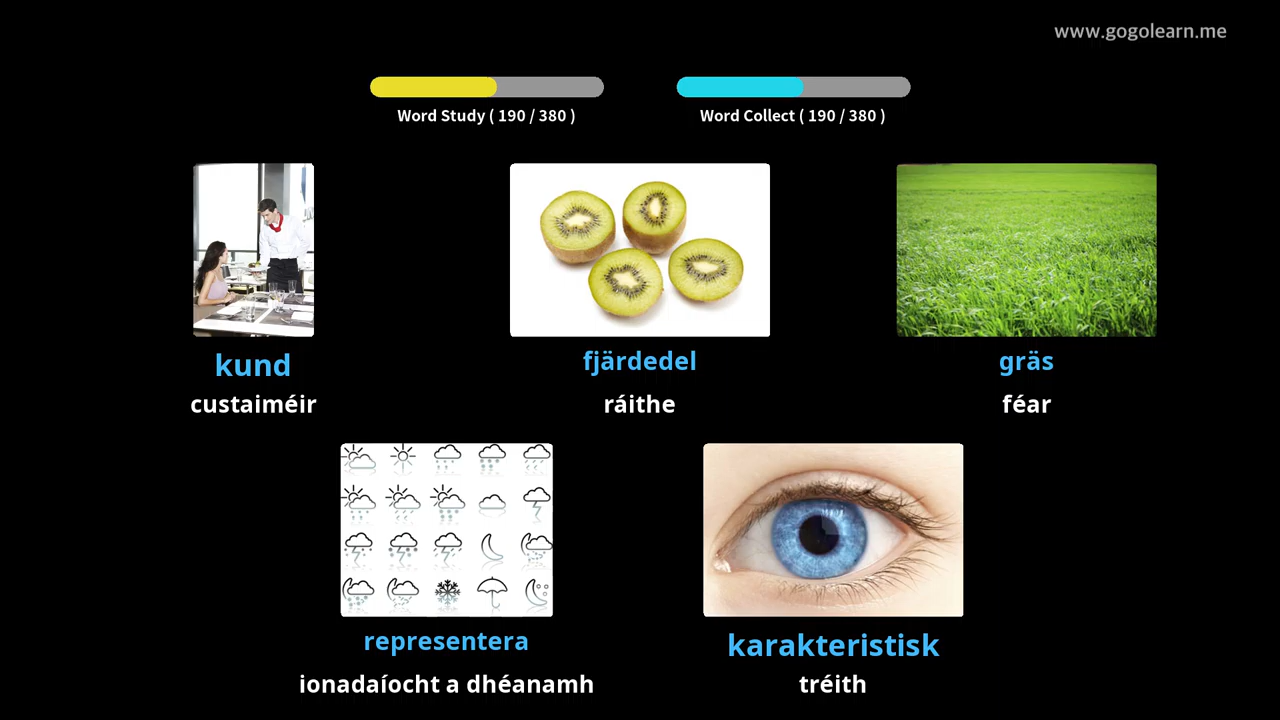 www.gogolearn.me
Word Study ( 190 / 380 )
Word Collect ( 190 / 380 )
kund
custaiméir
fjärdedel
ráithe
gräs
féar
representera
ionadaíocht a dhéanamh
karakteristisk
tréith